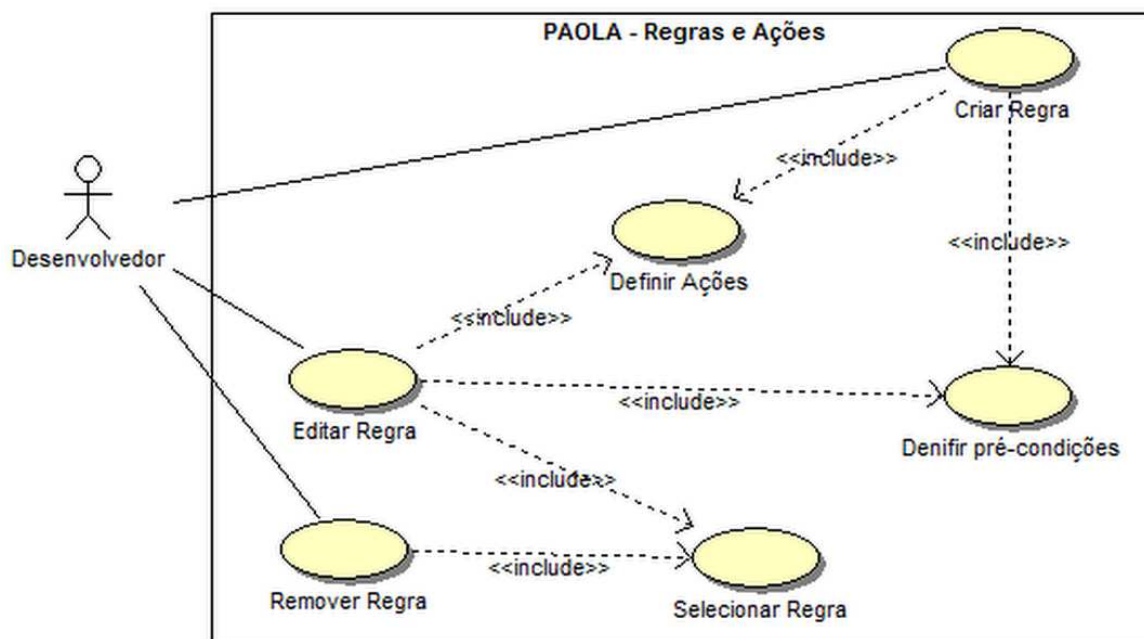 PAOLA - Regras e Ações
Criar Regra
<<include>>
<<include>>
Desenvolvedor
Definir Ações
<<include>>
<<include>>
Editar Regra
Denifir pré-condições
<<include>>
<<include>>
Remover Regra
Selecionar Regra